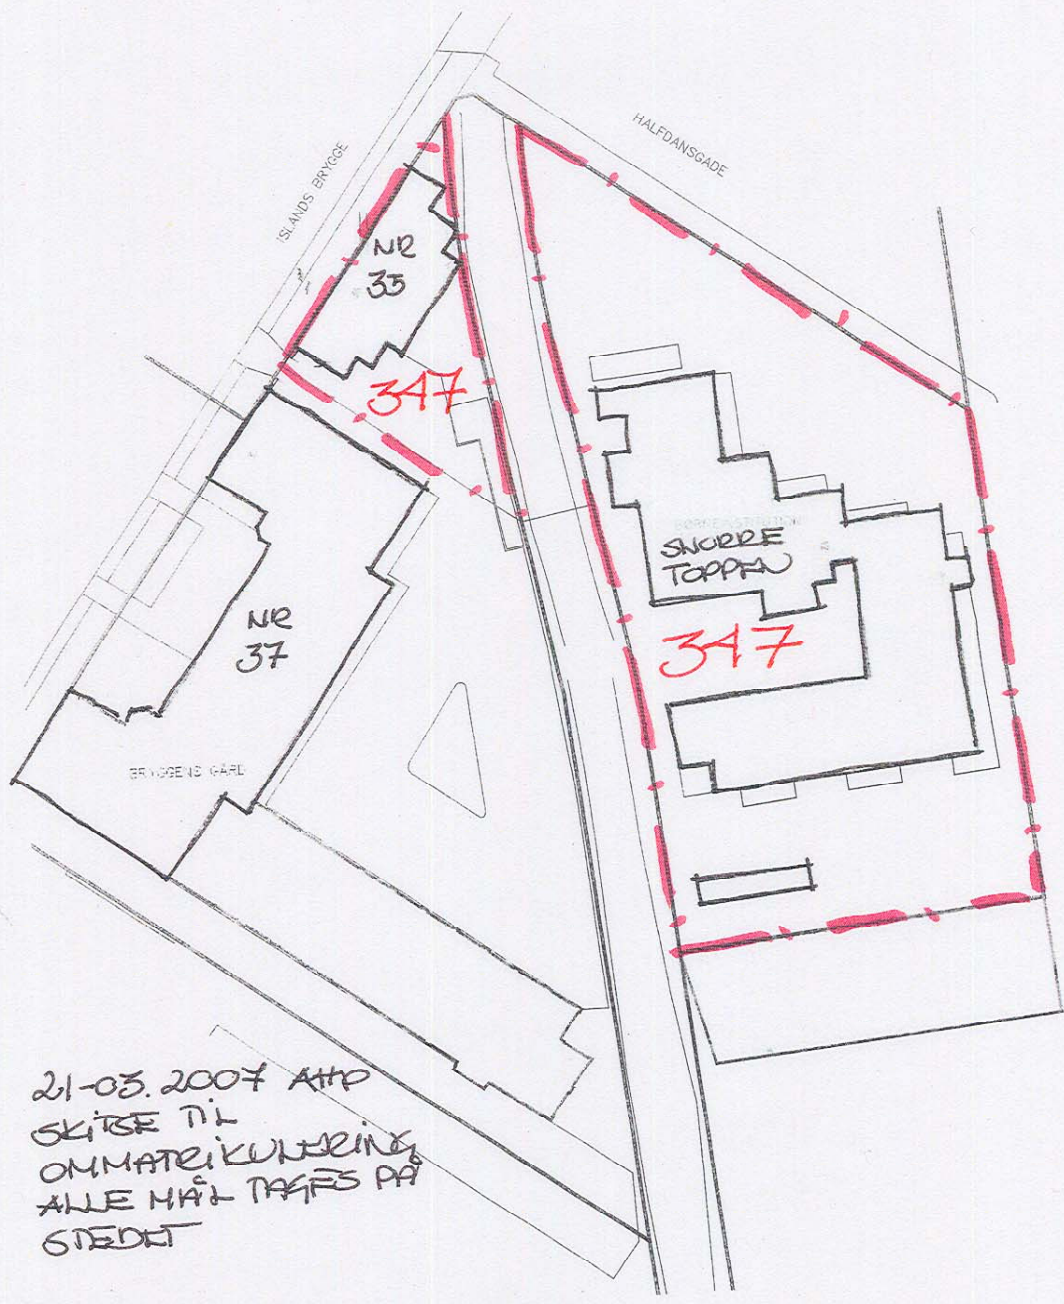 HALFDANSGADE
ISLANDS BRYGGE
NR
35
347
BØRNEINSTITUTION
SNORRE
TOPPEN
347
NR
37
BRYGGENS GÅRD
21-03.2007 AHP
SKITSE TIL
OMMATRIKULERING
ALLE MÅL TAGES PÅ
STEDET